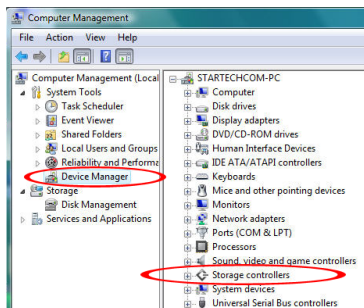 Computer Management
File Action View Help
Computer Management (Local
System Tools
Task Scheduler
Event Viewer
Shared Folders
Local Users and Groups
Reliability and Performa
Device Manager
Storage
Disk Management
Services and Applications
STARTECHCOM-PC
Computer
Disk drives
Display adapters
DVD/CD-ROM drives
Human Interface Devices
IDE ATA/ATAPI controllers
Keyboards
Mice and other pointing devices
Monitors
Network adapters
Ports (COM & LPT)
Processors
Sound, video and game controllers
Storage controllers
System devices
Universal Serial Bus controllers